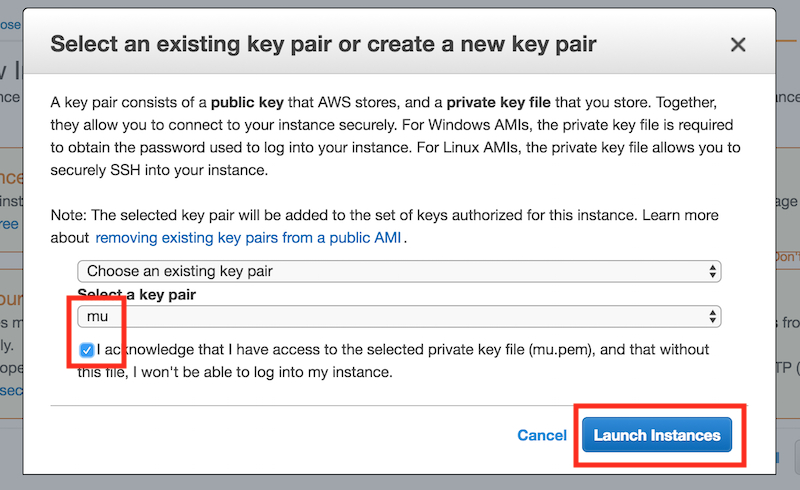 Select an existing key pair or create a new key pair
A key pair consists of a public key that AWS stores, and a private key file that you store. Together,
they allow you to connect to your instance securely. For Windows AMIs, the private key file is required
to obtain the password used to log into your instance. For Linux AMIs, the private key file allows you to
securely SSH into your instance.
Note: The selected key pair will be added to the set of keys authorized for this instance. Learn more
about removing existing key pairs from a public AMI.
Choose an existing key pair
Select a key pair
mu
I acknowledge that I have access to the selected private key file (mu.pem), and that without
this file, I won't be able to log into my instance.
Cancel Launch Instances